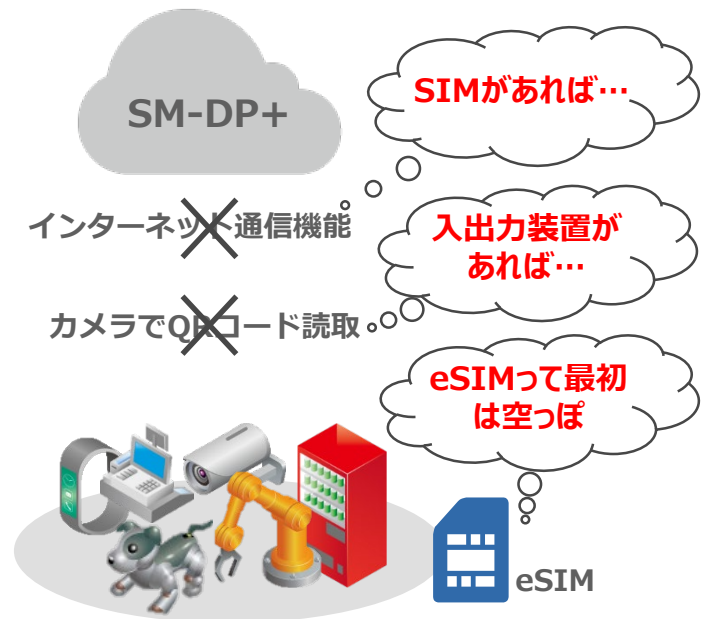 SM-DP+
SIMがあれば…
インターネット通信機能
入出力装置が
あれば…
カメラでQRコード読取
eSIMって最初
は空っぽ
eSIM